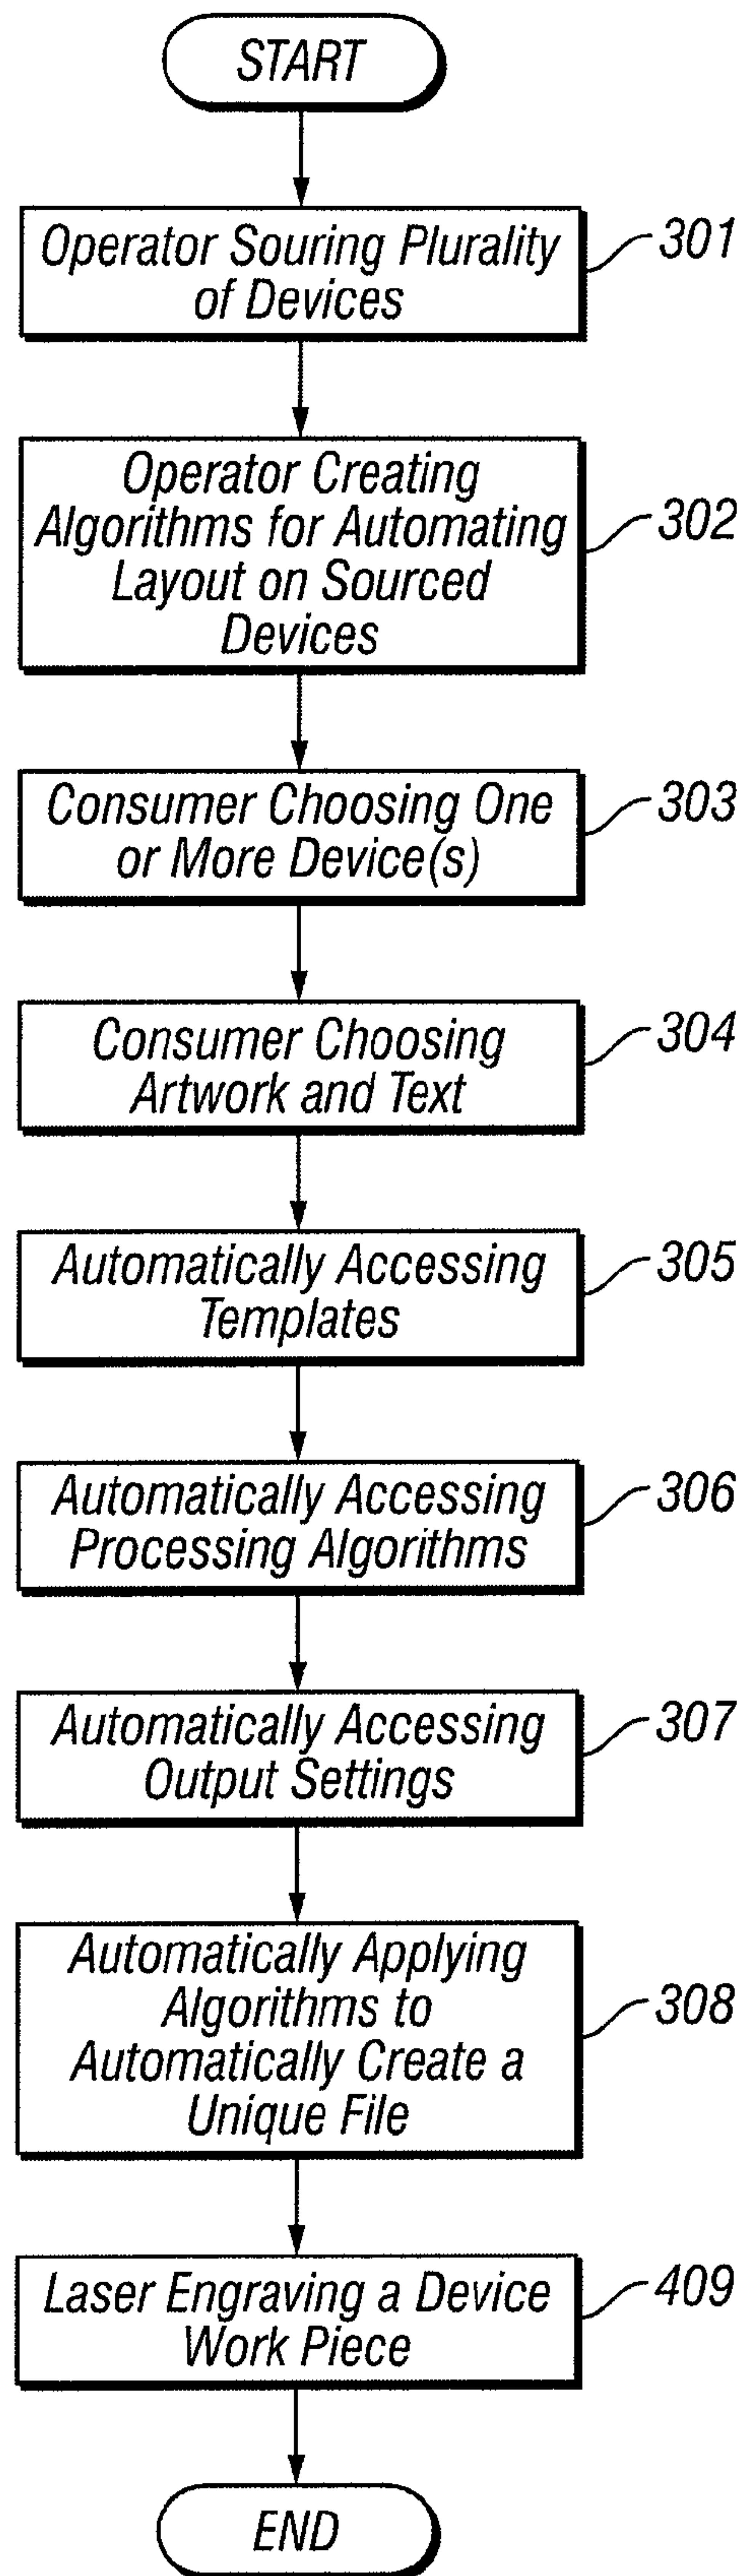 START
Operator Souring Plurality
of Devices
301
Operator Creating
Algorithms for Automating
Layout on Sourced
Devices
302
Consumer Choosing One
or More Device(s)
303
Consumer Choosing
Artwork and Text
304
Automatically Accessing
Templates
305
Automatically Accessing
Processing Algorithms
306
Automatically Accessing
Output Settings
307
Automatically Applying
Algorithms to
Automatically Create a
Unique File
308
Laser Engraving a Device
Work Piece
409
END